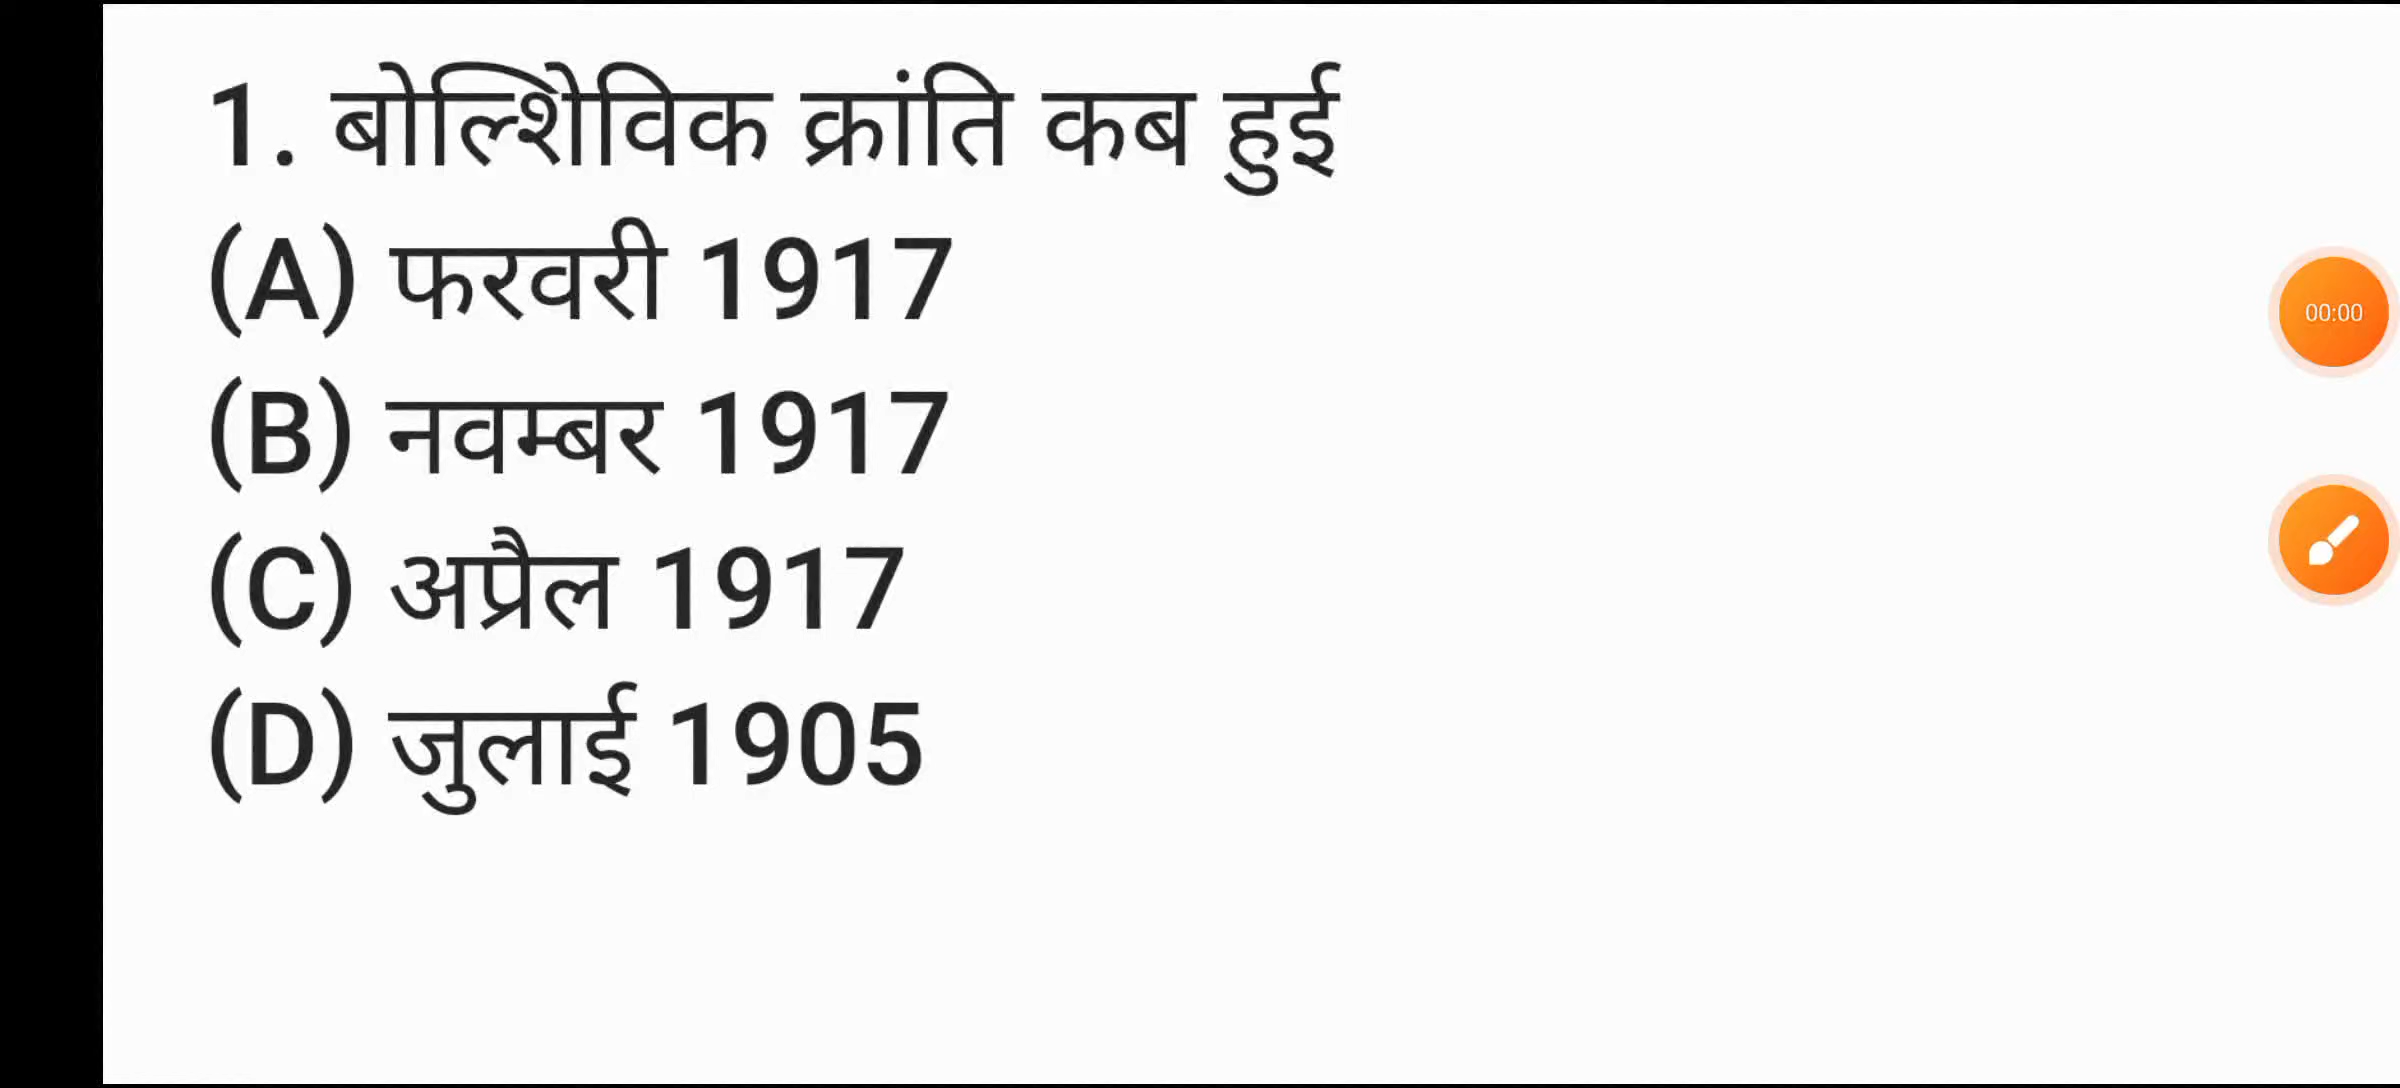 1. बोल्शेिविक क्रांति कब हुई
(A) फरवरी 1917
(B) नवम्बर 1917
(C) अप्रैल 1917
(D) जुलाई 1905
00:00